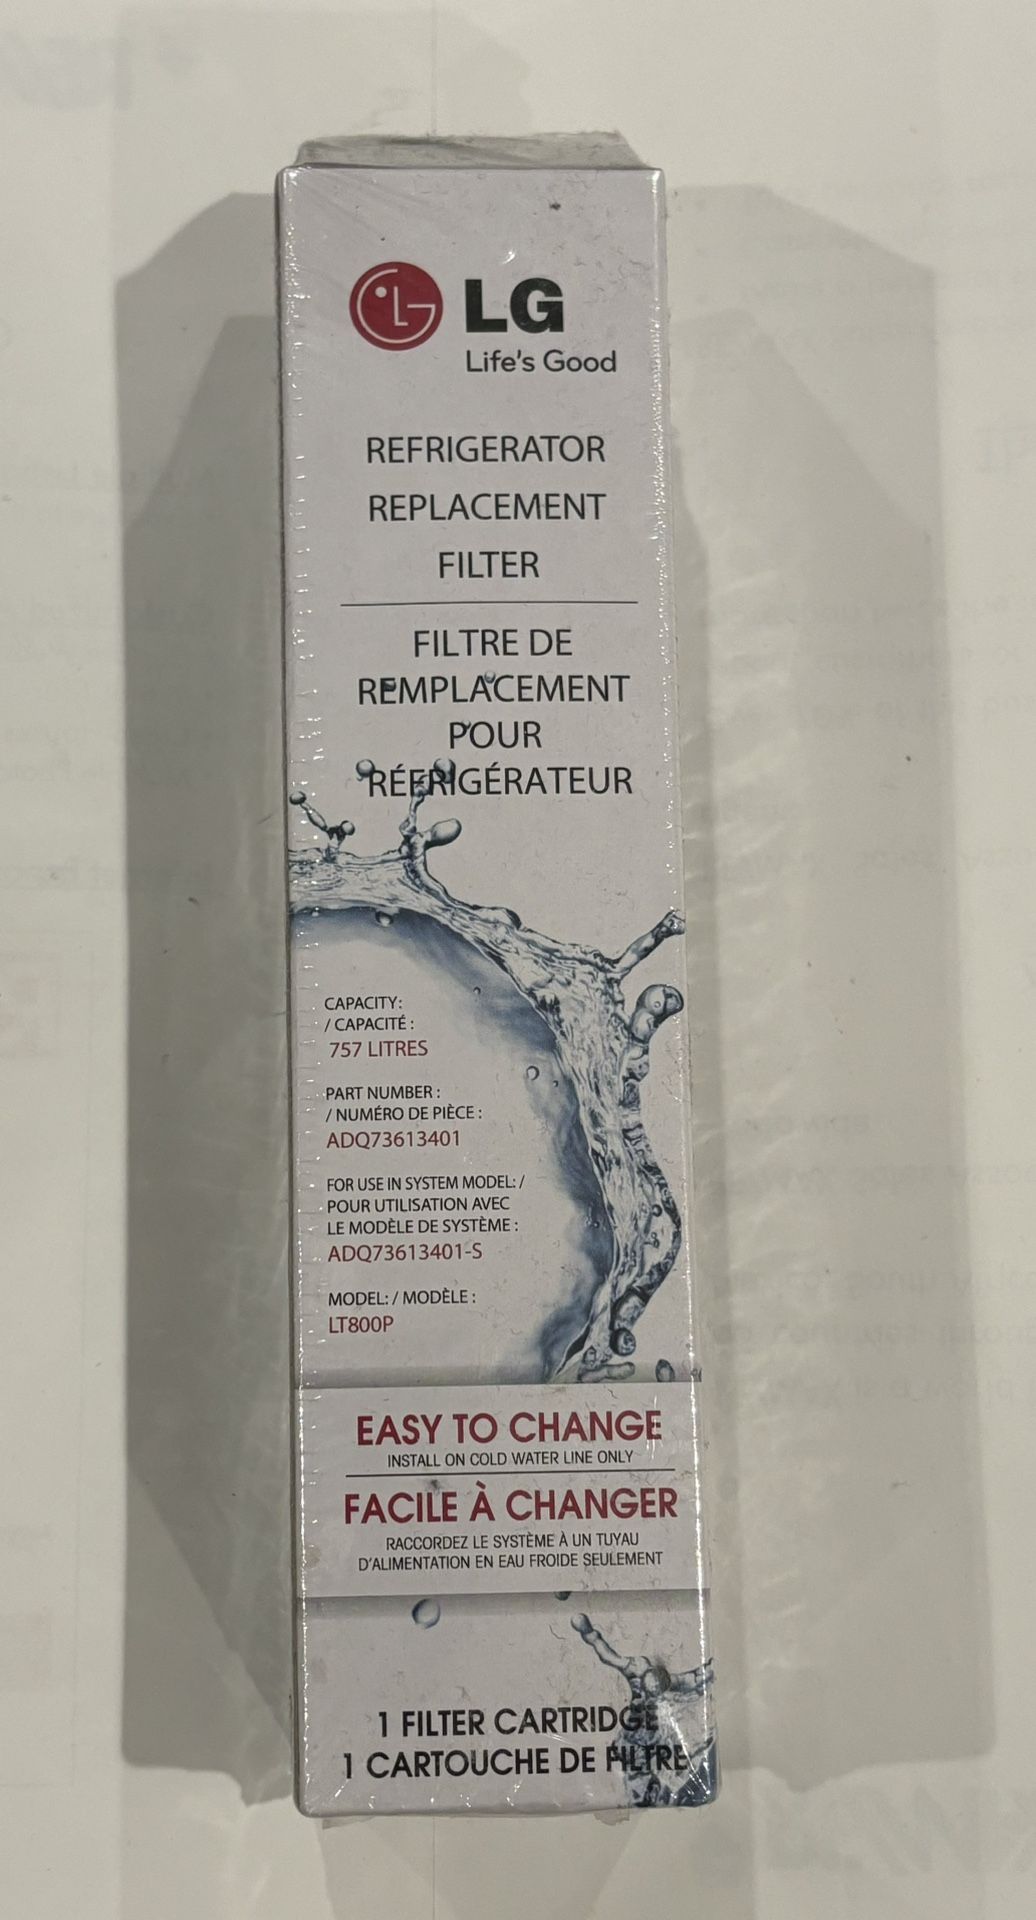 LG
Life's Good
REFRIGERATOR
REPLACEMENT
FILTER
FILTRE DE
REMPLACEMENT
POUR
RÉFRIGÉRATEUR
CAPACITY:
/ CAPACITÉ :
757 LITRES
PART NUMBER :
/ NUMÉRO DE PIÈCE :
ADQ73613401
FOR USE IN SYSTEM MODEL: /
POUR UTILISATION AVEC
LE MODÈLE DE SYSTÈME :
ADQ73613401-S
MODEL: / MODÈLE :
LT800P
EASY TO CHANGE
INSTALL ON COLD WATER LINE ONLY
FACILE À CHANGER
RACCORDEZ LE SYSTÈME À UN TUYAU
D'ALIMENTATION EN EAU FROIDE SEULEMENT
1 FILTER CARTRIDGE
1 CARTOUCHE DE FILTRE